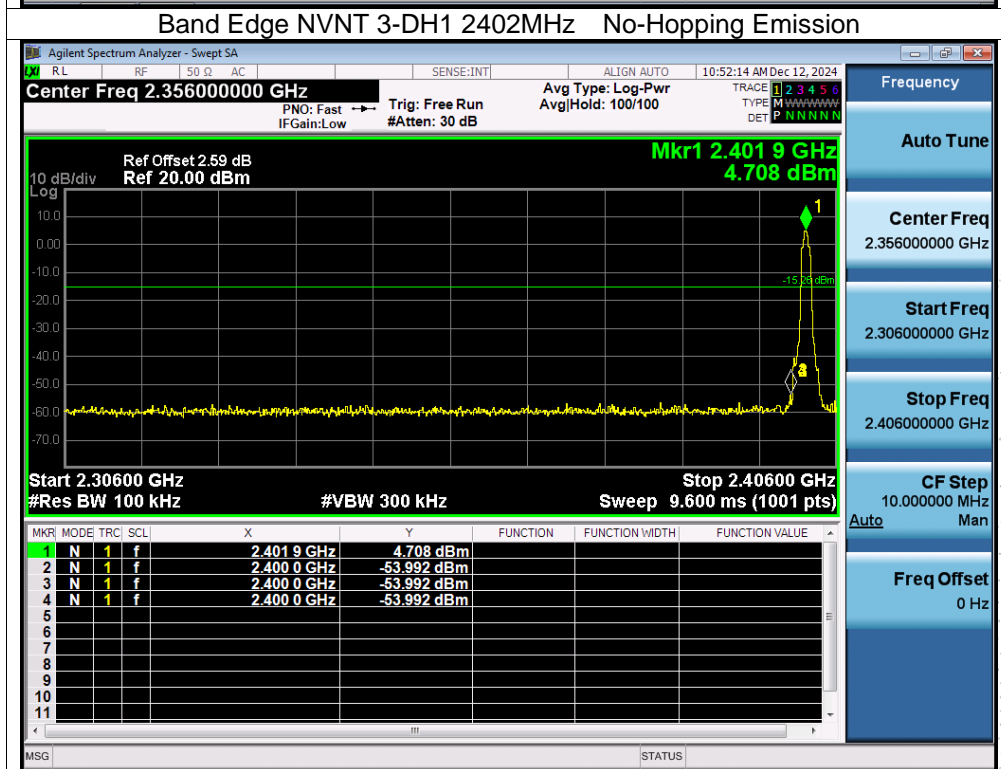 Band Edge NVNT 3-DH1 2402MHz No-Hopping Emission
Agilent Spectrum Analyzer - Swept SA
LXI RL RF 50 Ω AC SENSE:INT ALIGN AUTO 10:52:14 AM Dec 12, 2024
Center Freq 2.356000000 GHz
PNO: Fast
IFGain:Low
Trig: Free Run
#Atten: 30 dB
Avg Type: Log-Pwr
Avg|Hold: 100/100
TRACE 1 2 3 4 5 6
TYPE M WWWWW
DET P N N N N N
Frequency
Auto Tune
Center Freq
2.356000000 GHz
Start Freq
2.306000000 GHz
Stop Freq
2.406000000 GHz
CF Step
10.000000 MHz
Auto Man
Freq Offset
0 Hz
Mkr1 2.401 9 GHz
4.708 dBm
Ref Offset 2.59 dB
10 dB/div Ref 20.00 dBm
Log
10.0
0.00
-10.0
-20.0
-30.0
-40.0
-50.0
-60.0
-70.0
1
-15.26 dBm
Start 2.30600 GHz Stop 2.40600 GHz
#Res BW 100 kHz #VBW 300 kHz Sweep 9.600 ms (1001 pts)
MKR MODE TRC SCL X Y FUNCTION FUNCTION WIDTH FUNCTION VALUE
1 N 1 f 2.401 9 GHz 4.708 dBm
2 N 1 f 2.400 0 GHz -53.992 dBm
3 N 1 f 2.400 0 GHz -53.992 dBm
4 N 1 f 2.400 0 GHz -53.992 dBm
5
6
7
8
9
10
11
MSG STATUS